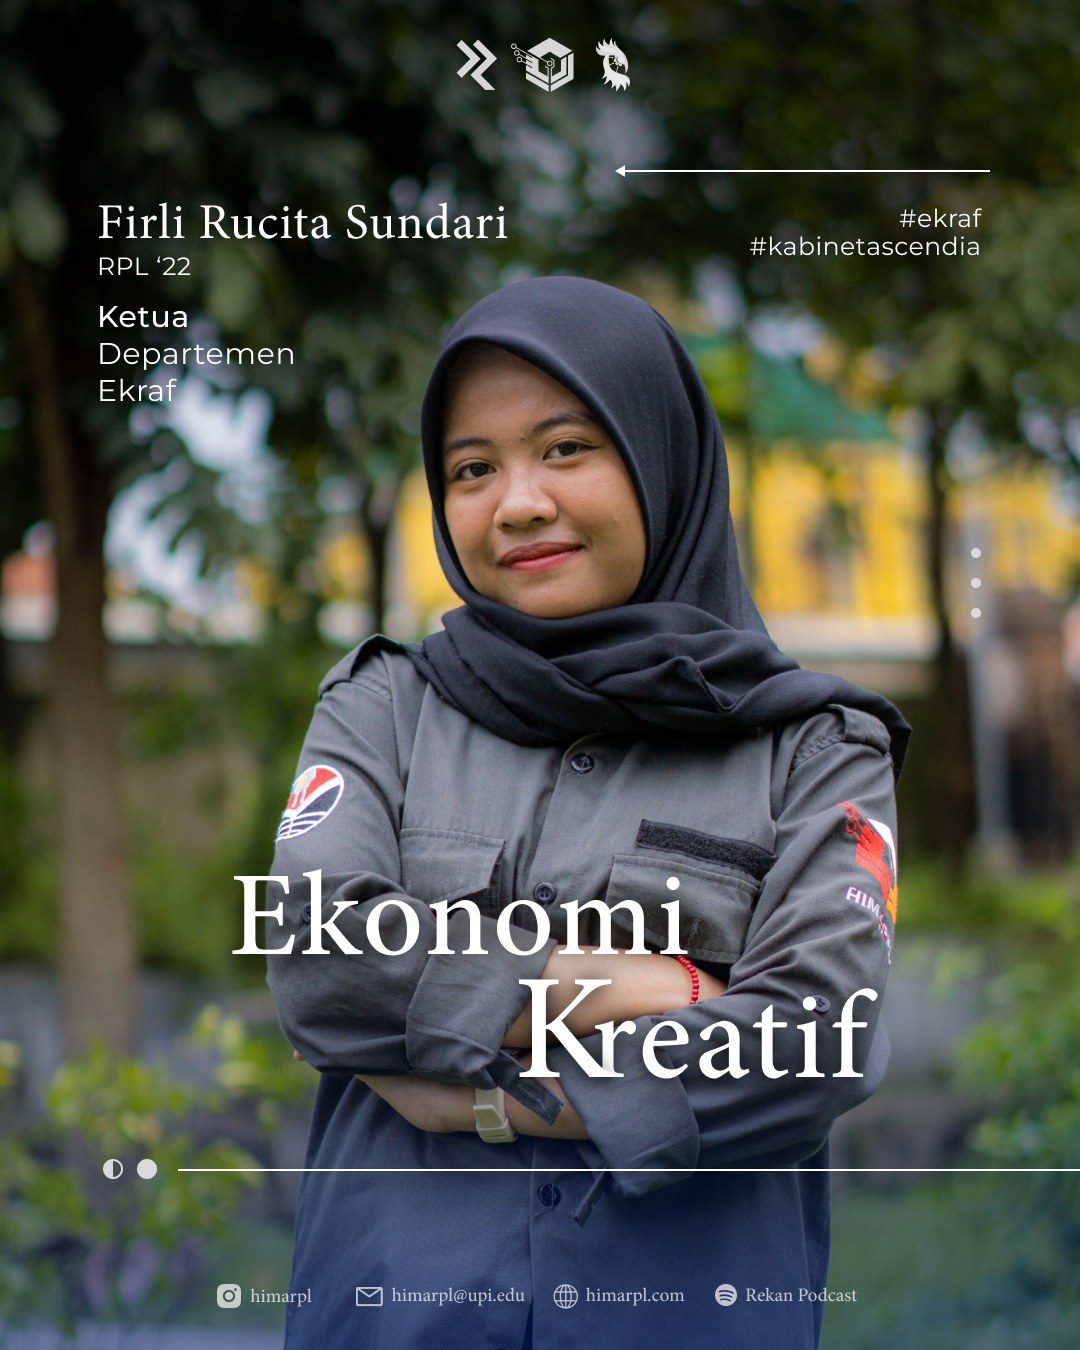 Firli Rucita Sundari
RPL ‘22
Ketua
Departemen
Ekraf
#ekraf
#kabinetascendia
Ekonomi
Kreatif
himarpl
himarpl@upi.edu
himarpl.com
Rekan Podcast